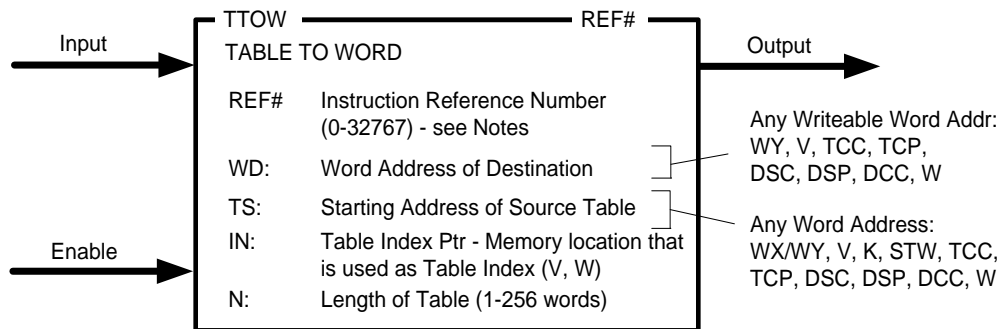 TTOW REF#
Input
TABLE TO WORD
Output
REF# Instruction Reference Number
(0-32767) - see Notes
WD: Word Address of Destination
TS: Starting Address of Source Table
IN: Table Index Ptr - Memory location that
is used as Table Index (V, W)
N: Length of Table (1-256 words)
Enable
Any Writeable Word Addr:
WY, V, TCC, TCP,
DSC, DSP, DCC, W
Any Word Address:
WX/WY, V, K, STW, TCC,
TCP, DSC, DSP, DCC, W